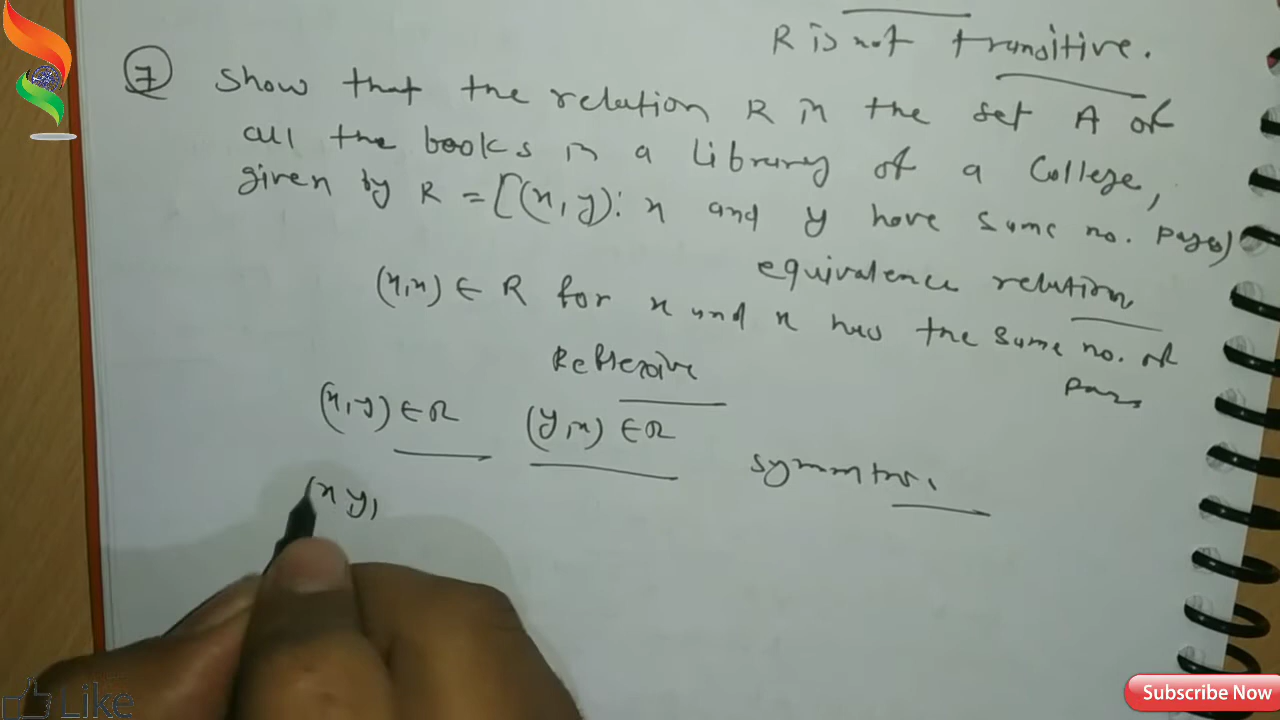 R is not transitive.
7 Show that the relation R in the set A of
all the books in a library of a College,
given by R = [(x,y): x and y have same no. pages)
equivalence relation
(x,x) ∈ R for x and x has the same no. of
pages
Reflexive
(x,y) ∈ R (y,x) ∈ R
symmtric.
(x y)
Like
Subscribe Now